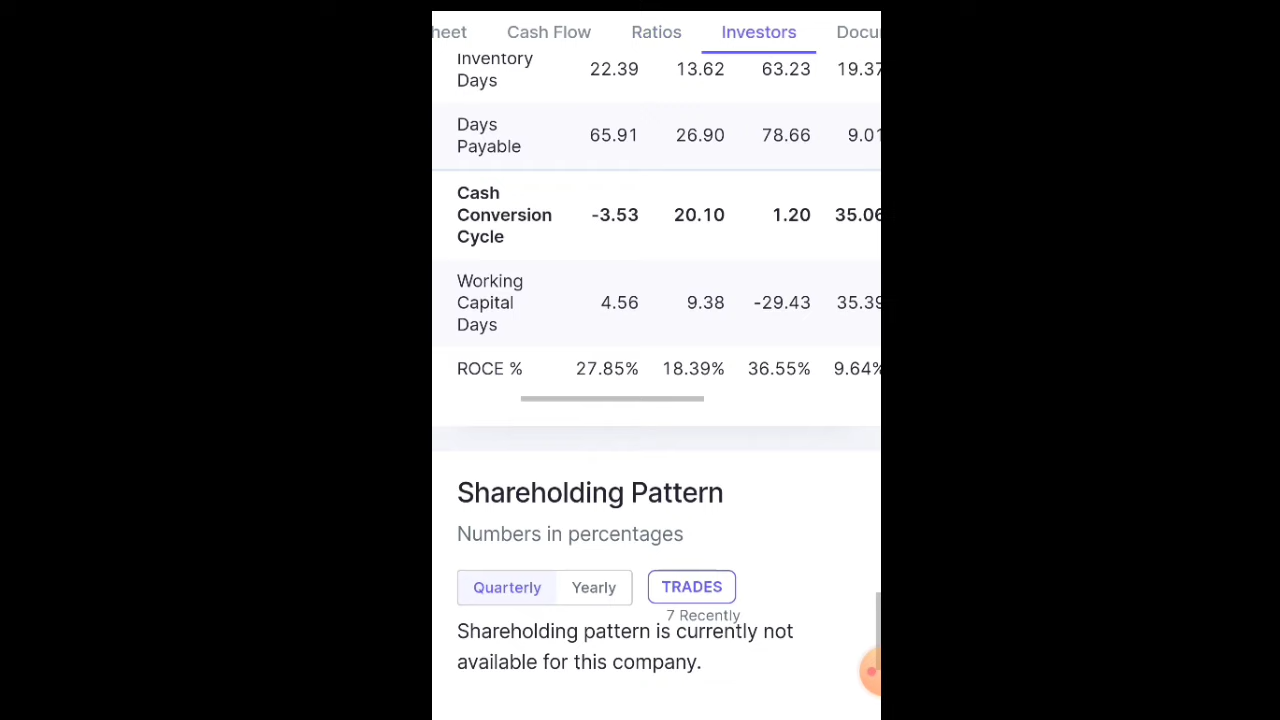 heet Cash Flow Ratios Investors Docu
Inventory
Days 22.39 13.62 63.23 19.37
Days
Payable 65.91 26.90 78.66 9.01
Cash
Conversion -3.53 20.10 1.20 35.06
Cycle
Working
Capital 4.56 9.38 -29.43 35.39
Days
ROCE % 27.85% 18.39% 36.55% 9.64%
Shareholding Pattern
Numbers in percentages
Quarterly Yearly TRADES
7 Recently
Shareholding pattern is currently not
available for this company.